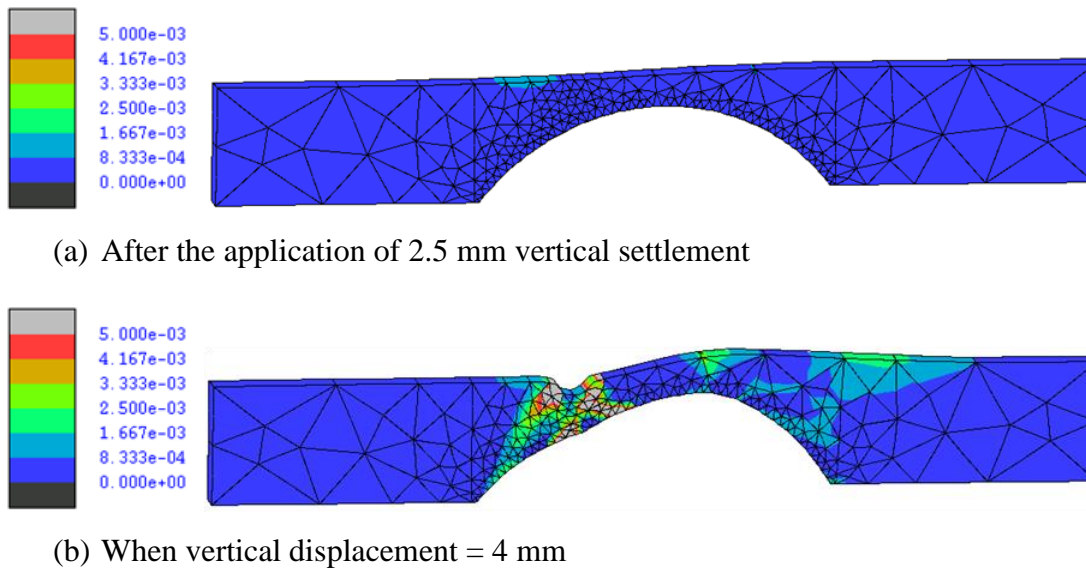 5.000e-03
4.167e-03
3.333e-03
2.500e-03
1.667e-03
8.333e-04
0.000e+00
(a) After the application of 2.5 mm vertical settlement
5.000e-03
4.167e-03
3.333e-03
2.500e-03
1.667e-03
8.333e-04
0.000e+00
(b) When vertical displacement = 4 mm